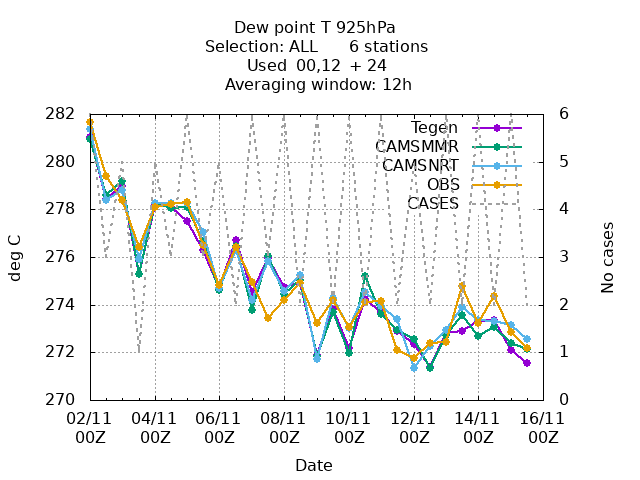 Dew point T 925hPa
Selection: ALL 6 stations
Used 00,12 + 24
Averaging window: 12h
282 6
Tegen
CAMSMMR
280 5
CAMSNRT
OBS
CASES
278 4
276 3
deg C No cases
274 2
272 1
270 0
02/11 04/11 06/11 08/11 10/11 12/11 14/11 16/11
00Z 00Z 00Z 00Z 00Z 00Z 00Z 00Z
Date